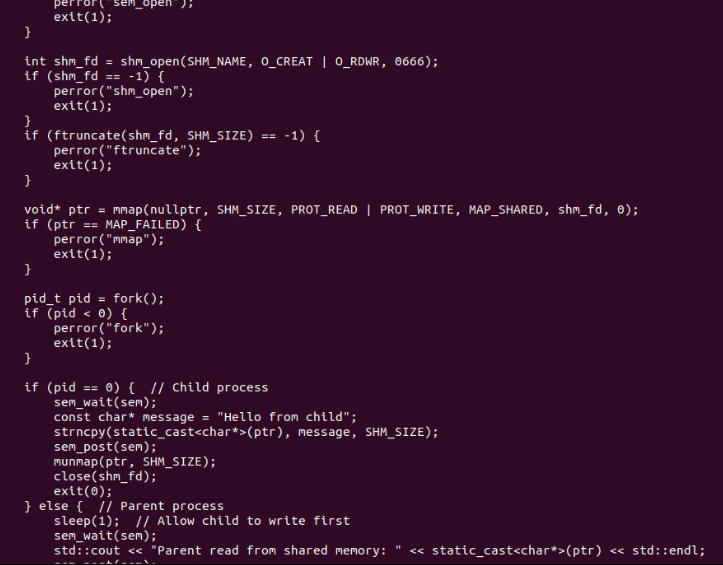 perror("sem_open");
exit(1);
}
int shm_fd = shm_open(SHM_NAME, O_CREAT | O_RDWR, 0666);
if (shm_fd == -1) {
perror("shm_open");
exit(1);
}
if (ftruncate(shm_fd, SHM_SIZE) == -1) {
perror("ftruncate");
exit(1);
}
void* ptr = mmap(nullptr, SHM_SIZE, PROT_READ | PROT_WRITE, MAP_SHARED, shm_fd, 0);
if (ptr == MAP_FAILED) {
perror("mmap");
exit(1);
}
pid_t pid = fork();
if (pid < 0) {
perror("fork");
exit(1);
}
if (pid == 0) {  // Child process
sem_wait(sem);
const char* message = "Hello from child";
strncpy(static_cast<char*>(ptr), message, SHM_SIZE);
sem_post(sem);
munmap(ptr, SHM_SIZE);
close(shm_fd);
exit(0);
} else {  // Parent process
sleep(1);  // Allow child to write first
sem_wait(sem);
std::cout << "Parent read from shared memory: " << static_cast<char*>(ptr) << std::endl;